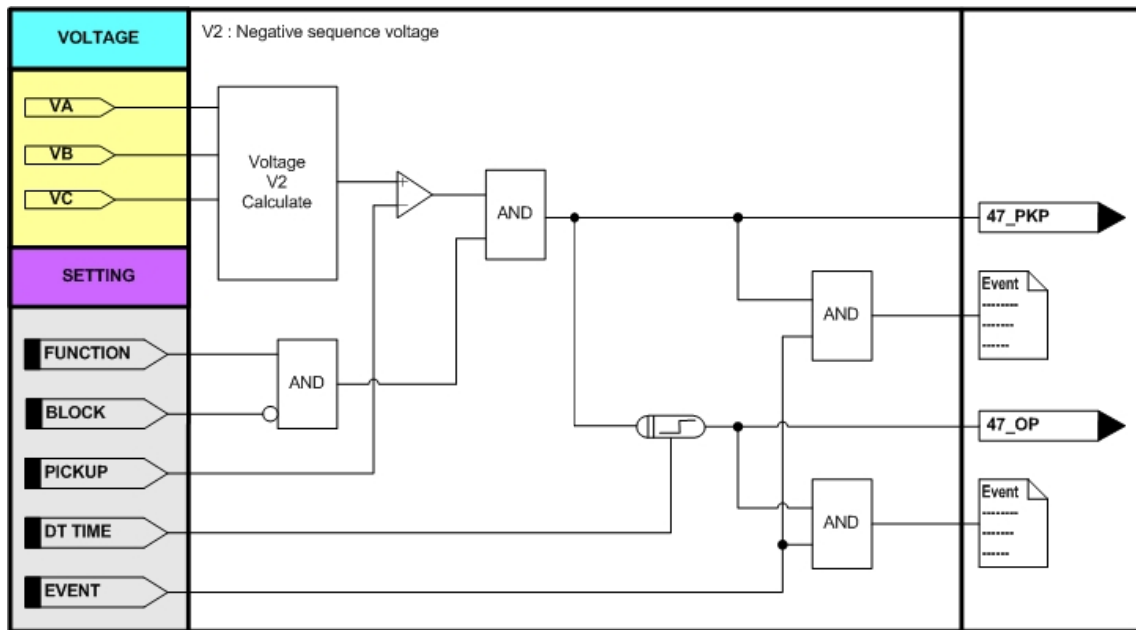 VOLTAGE
V2 : Negative sequence voltage
VA
VB
VC
Voltage
V2
Calculate
+
−
AND
47_PKP
SETTING
Event
AND
FUNCTION
AND
BLOCK
47_OP
PICKUP
Event
AND
DT TIME
EVENT